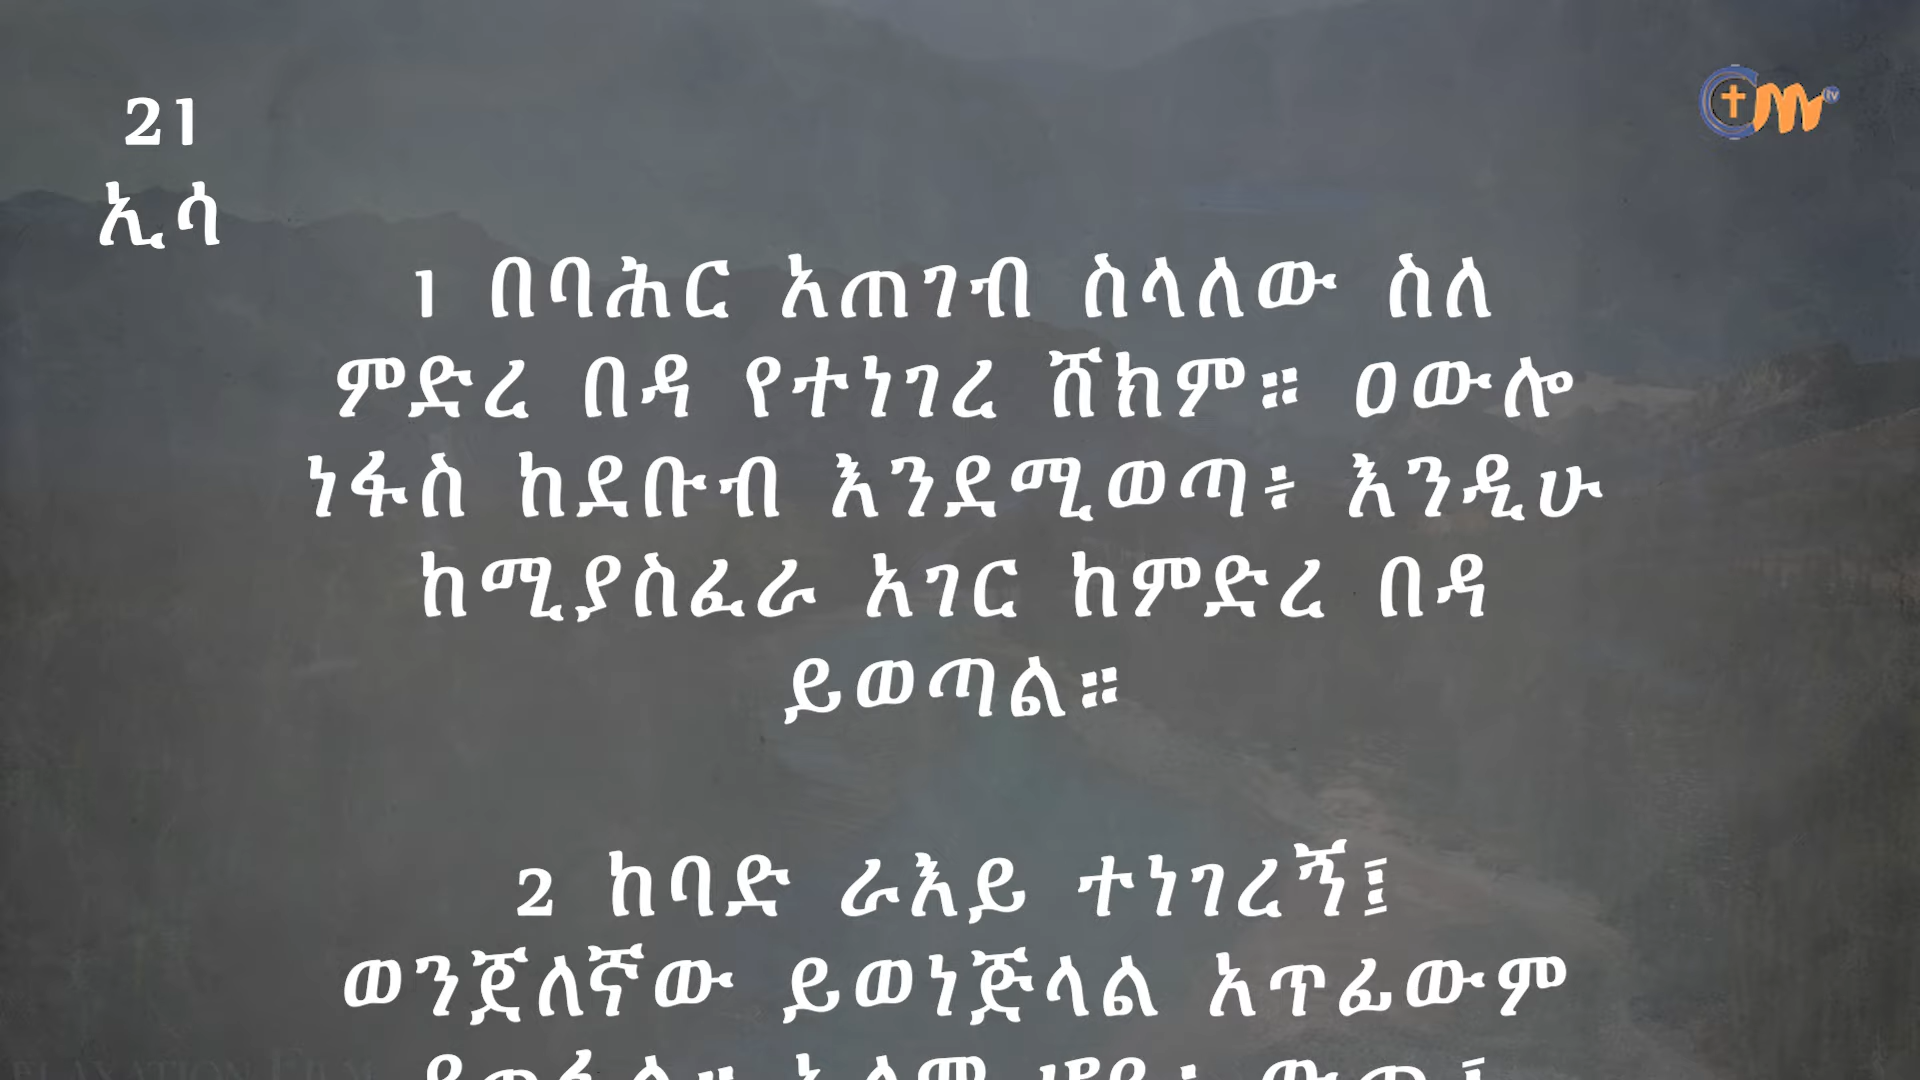 21
ኢሳ
1 በባሕር አጠገብ ስላለው ስለ
ምድረ በዳ የተነገረ ሸክም። ዐውሎ
ነፋስ ከደቡብ እንደሚወጣ፥ እንዲሁ
ከሚያስፈራ አገር ከምድረ በዳ
ይወጣል።
2 ከባድ ራእይ ተነገረኝ፤
ወንጀለኛው ይወነጅላል አጥፊውም